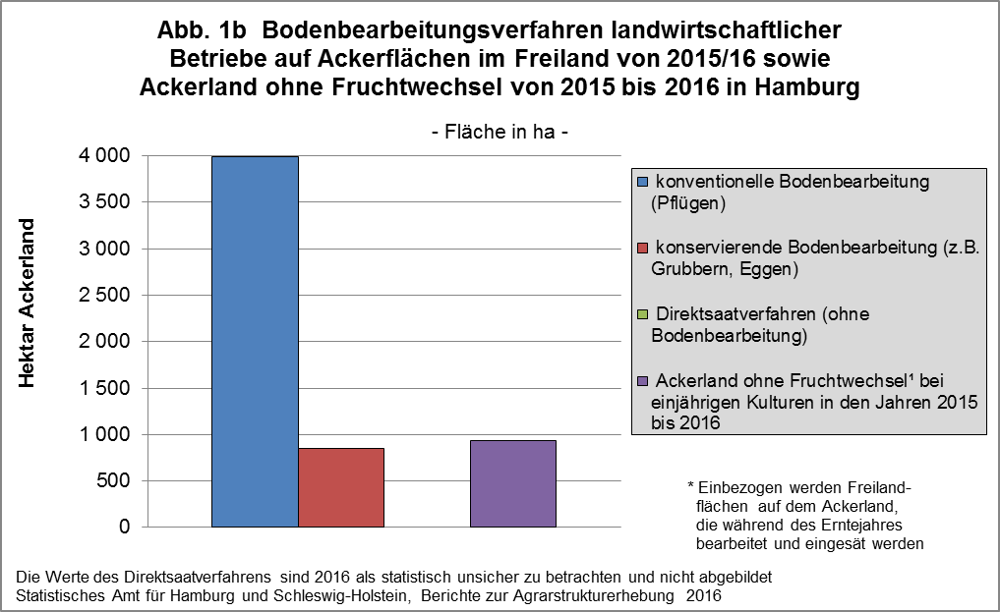 Abb. 1b  Bodenbearbeitungsverfahren landwirtschaftlicher
Betriebe auf Ackerflächen im Freiland von 2015/16 sowie
Ackerland ohne Fruchtwechsel von 2015 bis 2016 in Hamburg
- Fläche in ha -
Hektar Ackerland
4 000
3 500
3 000
2 500
2 000
1 500
1 000
500
0
konventionelle Bodenbearbeitung
(Pflügen)
konservierende Bodenbearbeitung (z.B.
Grubbern, Eggen)
Direktsaatverfahren (ohne
Bodenbearbeitung)
Ackerland ohne Fruchtwechsel¹ bei
einjährigen Kulturen in den Jahren 2015
bis 2016
* Einbezogen werden Freiland-
flächen auf dem Ackerland,
die während des Erntejahres
bearbeitet und eingesät werden
Die Werte des Direktsaatverfahrens sind 2016 als statistisch unsicher zu betrachten und nicht abgebildet
Statistisches Amt für Hamburg und Schleswig-Holstein, Berichte zur Agrarstrukturerhebung 2016